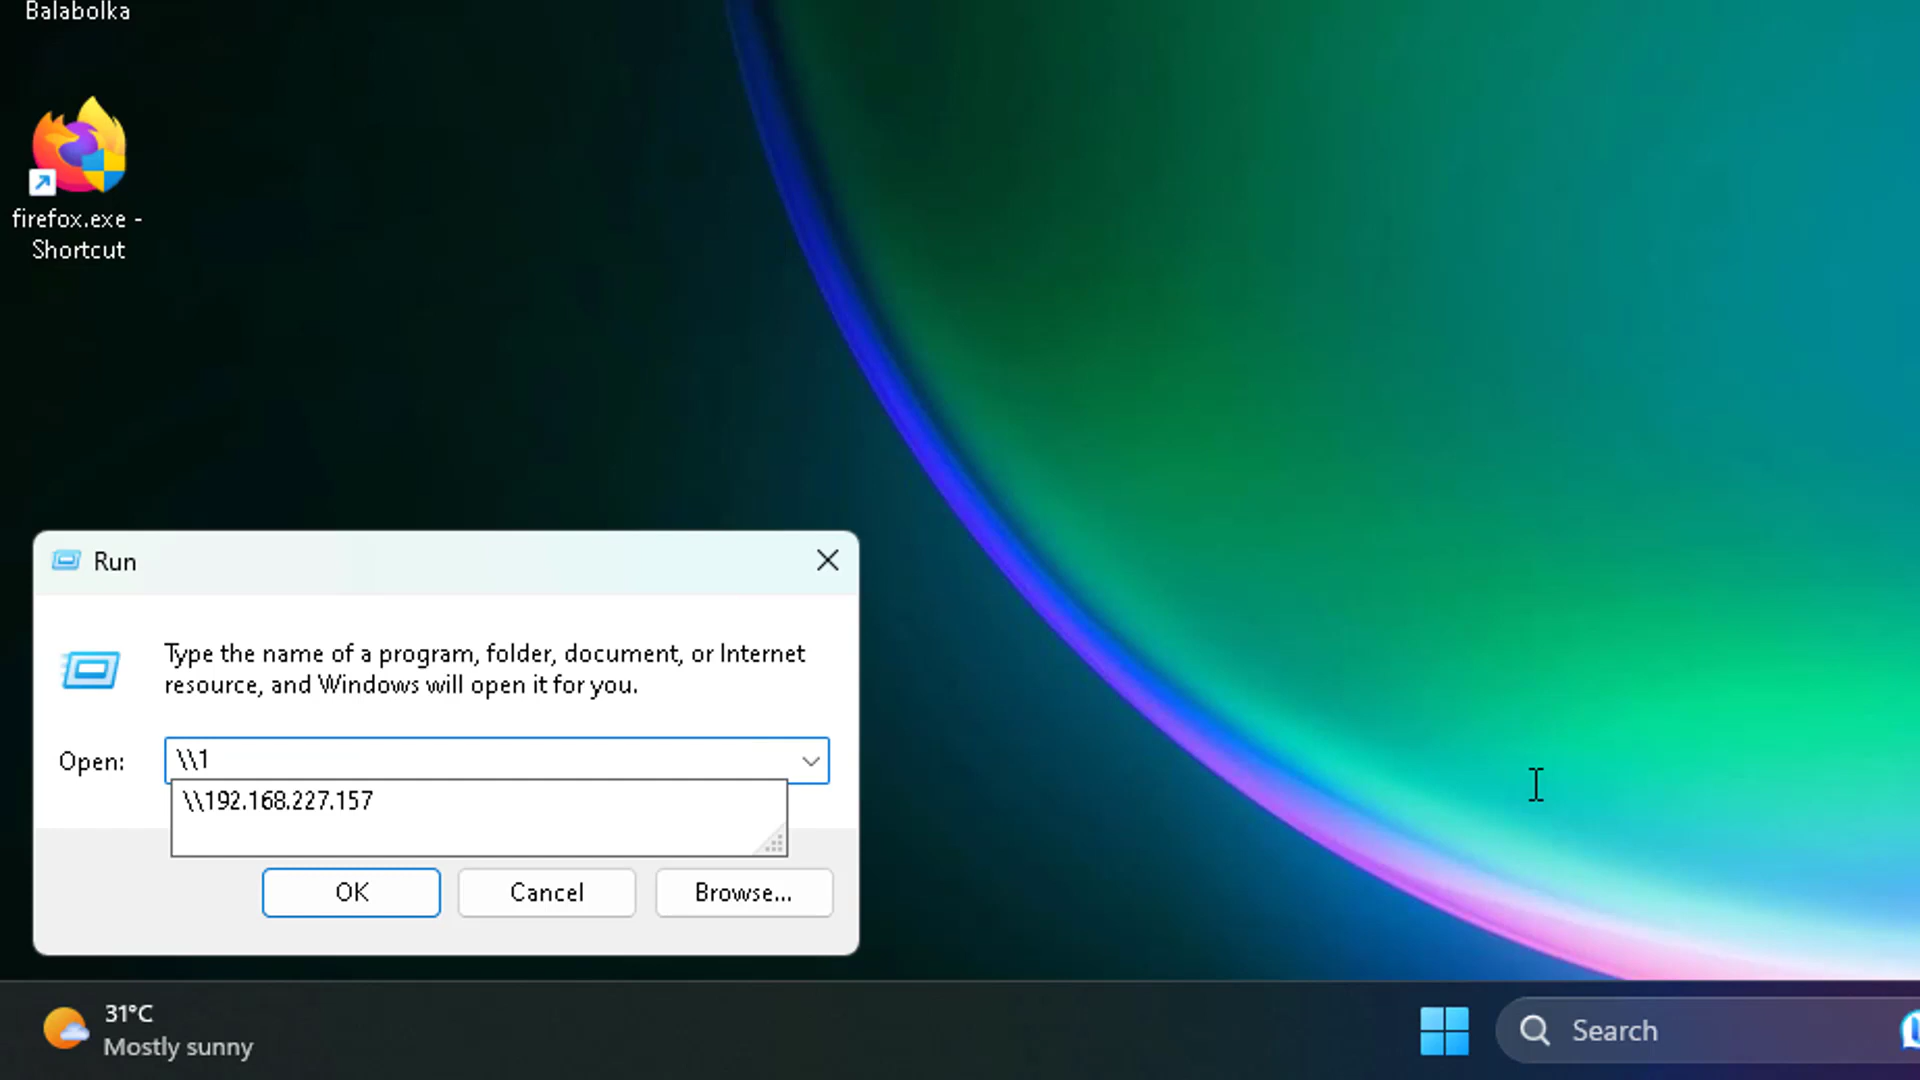 Balabolka
firefox.exe -
Shortcut
Run
Type the name of a program, folder, document, or Internet
resource, and Windows will open it for you.
Open:
\\1
\\192.168.227.157
OK
Cancel
Browse...
31°C
Mostly sunny
Search